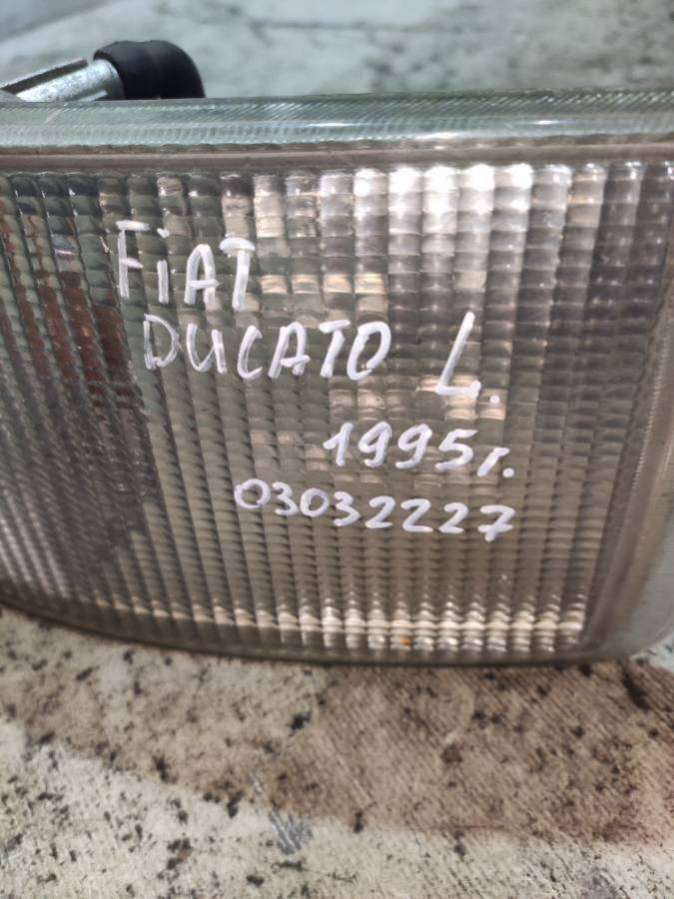 FiAT
DUCATO L.
1995г.
03032227